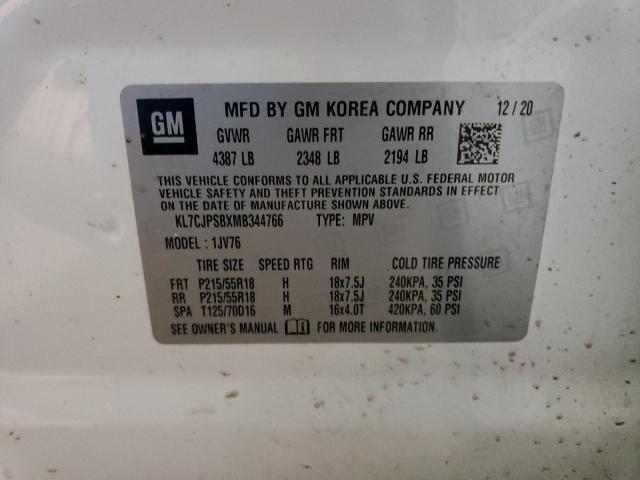 GM
MFD BY GM KOREA COMPANY 12/20
GVWR GAWR FRT GAWR RR
4387 LB 2348 LB 2194 LB
THIS VEHICLE CONFORMS TO ALL APPLICABLE U.S. FEDERAL MOTOR
VEHICLE SAFETY AND THEFT PREVENTION STANDARDS IN EFFECT
ON THE DATE OF MANUFACTURE SHOWN ABOVE.
KL7CJPSBXMB344766 TYPE: MPV
MODEL : 1JV76
TIRE SIZE SPEED RTG RIM COLD TIRE PRESSURE
FRT P215/55R18 H 18x7.5J 240KPA, 35 PSI
RR P215/55R18 H 18x7.5J 240KPA, 35 PSI
SPA T125/70D16 M 16x4.0T 420KPA, 60 PSI
SEE OWNER'S MANUAL FOR MORE INFORMATION.